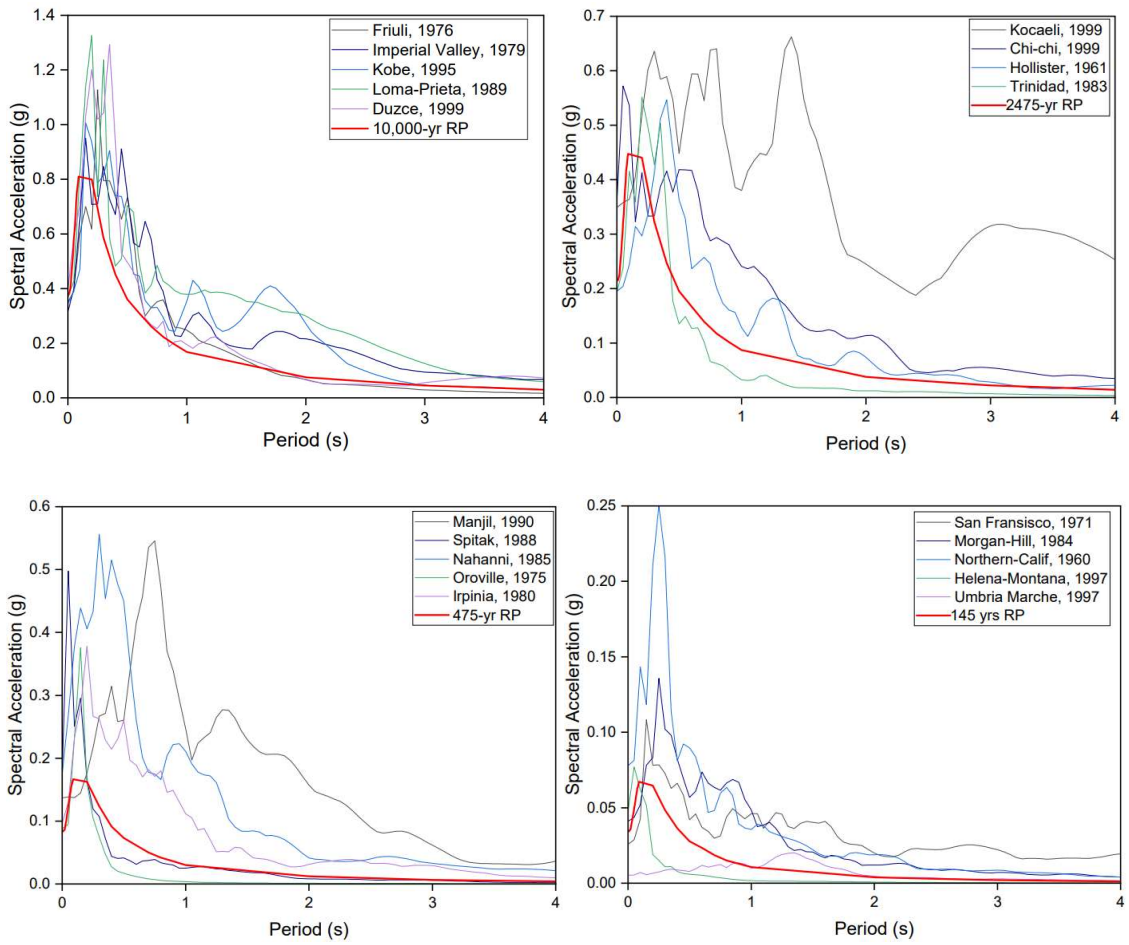 Spetral Acceleration (g)
1.4
1.2
1.0
0.8
0.6
0.4
0.2
0.0
0
1
2
3
4
Period (s)
Friuli, 1976
Imperial Valley, 1979
Kobe, 1995
Loma-Prieta, 1989
Duzce, 1999
10,000-yr RP
Spectral Acceleration (g)
0.7
0.6
0.5
0.4
0.3
0.2
0.1
0.0
0
1
2
3
4
Period (s)
Kocaeli, 1999
Chi-chi, 1999
Hollister, 1961
Trinidad, 1983
2475-yr RP
Spectral Acceleration (g)
0.6
0.5
0.4
0.3
0.2
0.1
0.0
0
1
2
3
4
Period (s)
Manjil, 1990
Spitak, 1988
Nahanni, 1985
Oroville, 1975
Irpinia, 1980
475-yr RP
Spectral Acceleration (g)
0.25
0.20
0.15
0.10
0.05
0.00
0
1
2
3
4
Period (s)
San Fransisco, 1971
Morgan-Hill, 1984
Northern-Calif, 1960
Helena-Montana, 1997
Umbria Marche, 1997
145 yrs RP